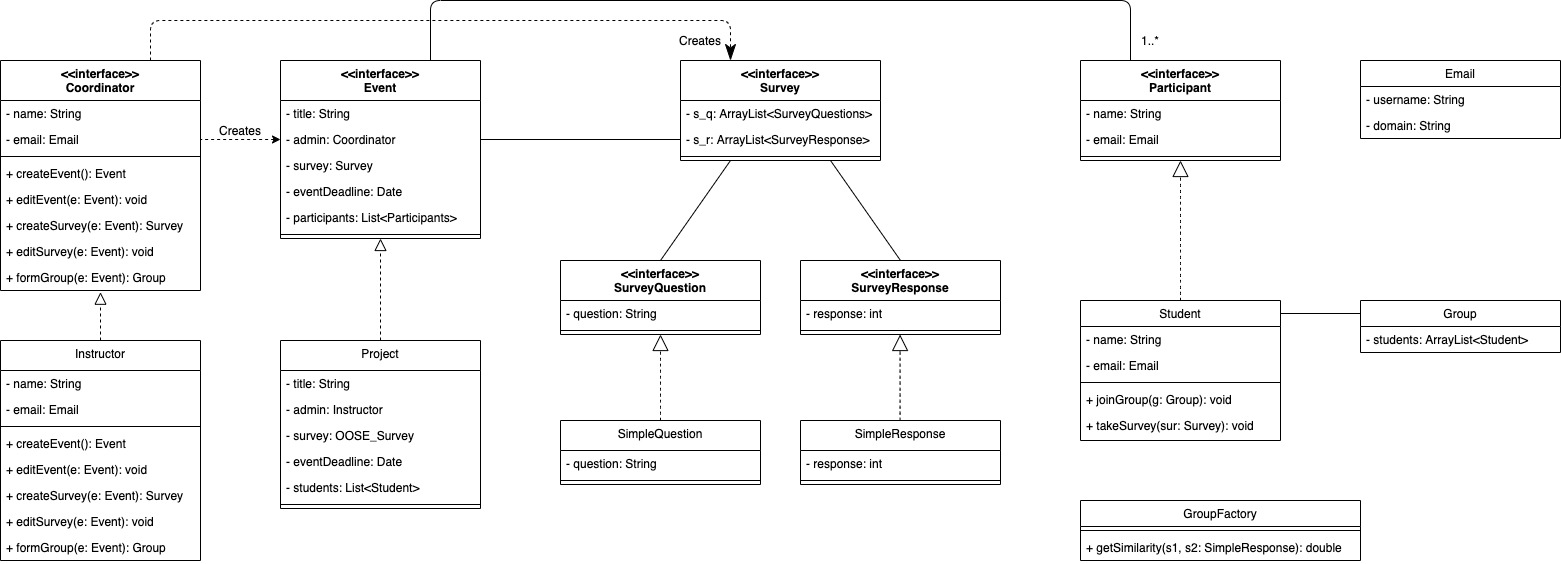 Creates
1..*
<<interface>>
Coordinator
- name: String
- email: Email
+ createEvent(): Event
+ editEvent(e: Event): void
+ createSurvey(e: Event): Survey
+ editSurvey(e: Event): void
+ formGroup(e: Event): Group
Creates
<<interface>>
Event
- title: String
- admin: Coordinator
- survey: Survey
- eventDeadline: Date
- participants: List<Participants>
<<interface>>
Survey
- s_q: ArrayList<SurveyQuestions>
- s_r: ArrayList<SurveyResponse>
<<interface>>
Participant
- name: String
- email: Email
Email
- username: String
- domain: String
<<interface>>
SurveyQuestion
- question: String
<<interface>>
SurveyResponse
- response: int
Instructor
- name: String
- email: Email
+ createEvent(): Event
+ editEvent(e: Event): void
+ createSurvey(e: Event): Survey
+ editSurvey(e: Event): void
+ formGroup(e: Event): Group
Project
- title: String
- admin: Instructor
- survey: OOSE_Survey
- eventDeadline: Date
- students: List<Student>
SimpleQuestion
- question: String
SimpleResponse
- response: int
Student
- name: String
- email: Email
+ joinGroup(g: Group): void
+ takeSurvey(sur: Survey): void
Group
- students: ArrayList<Student>
GroupFactory
+ getSimilarity(s1, s2: SimpleResponse): double